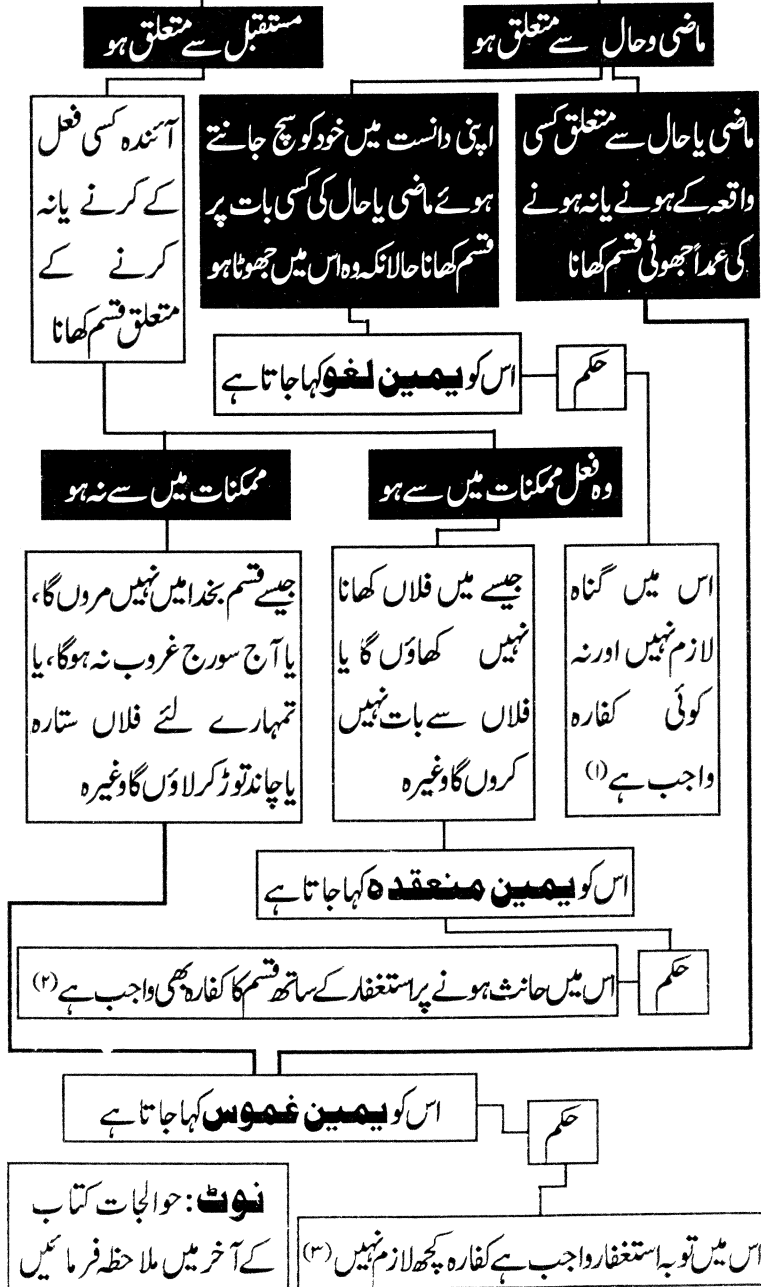 ماضی وحال سے متعلق ہو
مستقبل سے متعلق ہو
ماضی یا حال سے متعلق کسی
واقعہ کے ہونے یا نہ ہونے
کی عمداً جھوٹی قسم کھانا
اپنی دانست میں خود کو سچ جانتے
ہوئے ماضی یا حال کی کسی بات پر
قسم کھانا حالانکہ وہ اس میں جھوٹا ہو
آئندہ کسی فعل
کے کرنے یا نہ
کرنے کے
متعلق قسم کھانا
حکم
اس کو یمین لغو کہا جاتا ہے
وہ فعل ممکنات میں سے ہو
ممکنات میں سے نہ ہو
اس میں گناہ
لازم نہیں اور نہ
کوئی کفارہ
واجب ہے (۱)
جیسے میں فلاں کھانا
نہیں کھاؤں گا یا
فلاں سے بات نہیں
کروں گا وغیرہ
جیسے قسم بخدا میں نہیں مروں گا،
یا آج سورج غروب نہ ہوگا، یا
تمہارے لئے فلاں ستارہ
یا چاند توڑ کر لاؤں گا وغیرہ
اس کو یمین منعقدہ کہا جاتا ہے
حکم
اس میں حانث ہونے پر استغفار کے ساتھ قسم کا کفارہ بھی واجب ہے (۲)
اس کو یمین غموس کہا جاتا ہے
حکم
اس میں توبہ استغفار واجب ہے کفارہ کچھ لازم نہیں (۳)
نوٹ: حوالجات کتاب
کے آخر میں ملاحظہ فرمائیں